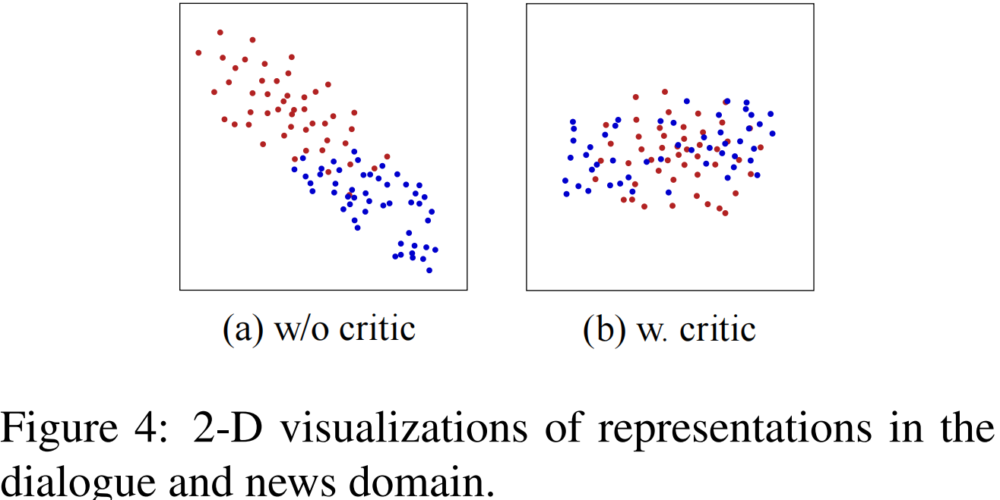 (a) w/o critic
(b) w. critic
Figure 4: 2-D visualizations of representations in the
dialogue and news domain.